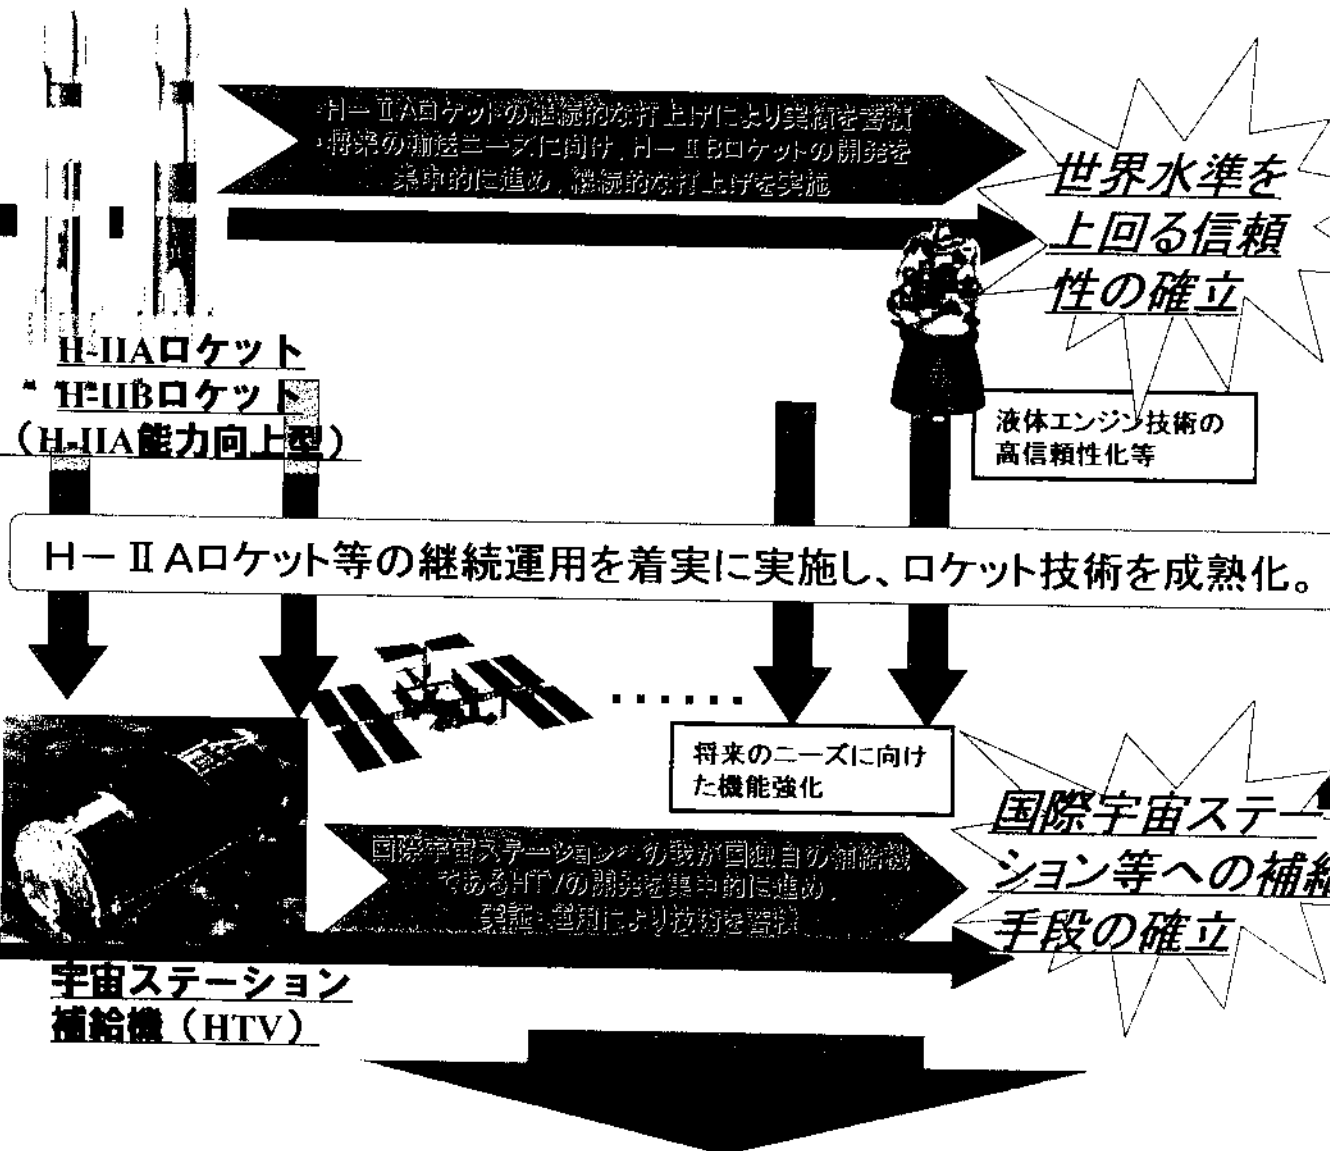 ・H－ⅡAロケットの継続的な打上げにより実績を蓄積
・将来の輸送ニーズに向け、H－ⅡBロケットの開発を
集中的に進め、継続的な打上げを実施
世界水準を
上回る信頼
性の確立
H-IIAロケット
H-IIBロケット
（H-IIA能力向上型）
液体エンジン技術の
高信頼性化等
H－ⅡAロケット等の継続運用を着実に実施し、ロケット技術を成熟化。
‥‥‥
将来のニーズに向け
た機能強化
国際宇宙ステーションへの我が国独自の補給機
であるHTVの開発を集中的に進め、
実証・運用により技術を蓄積
国際宇宙ステー
ション等への補給
手段の確立
宇宙ステーション
補給機（HTV）